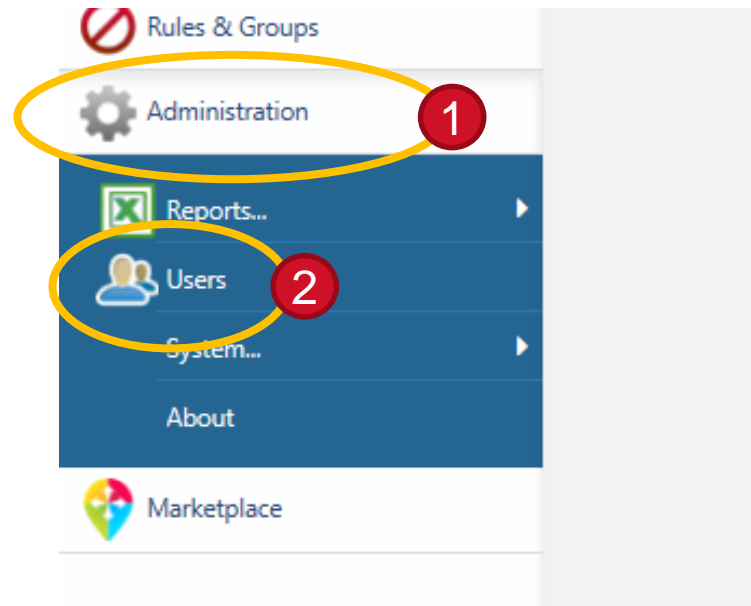 Rules & Groups
Administration
1
Reports...
Users
2
System...
About
Marketplace